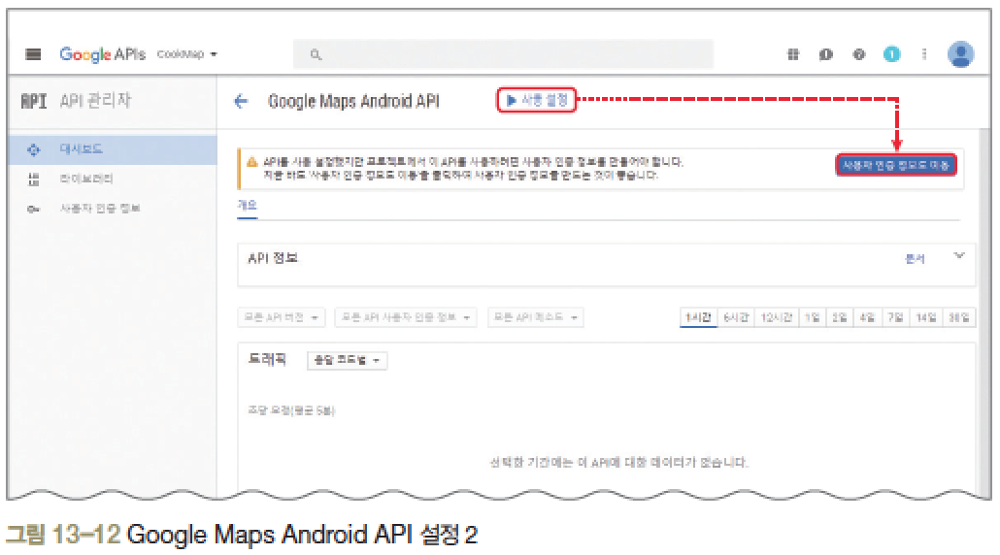 Google APIs CookMap
API API 관리자
Google Maps Android API
사용 설정
대시보드
라이브러리
사용자 인증 정보
API를 사용 설정했지만 프로젝트에서 이 API를 사용하려면 사용자 인증 정보를 만들어야 합니다.
지금 바로 '사용자 인증 정보로 이동'을 클릭하여 사용자 인증 정보를 만드는 것이 좋습니다.
사용자 인증 정보로 이동
개요
API 정보
문서
모든 API 버전 모든 API 사용자 인증 정보 모든 API 메소드
1시간 6시간 12시간 1일 2일 4일 7일 14일 30일
트래픽 응답 코드별
초당 요청(평균 5분)
선택한 기간에는 이 API에 대한 데이터가 없습니다.
그림 13-12 Google Maps Android API 설정 2